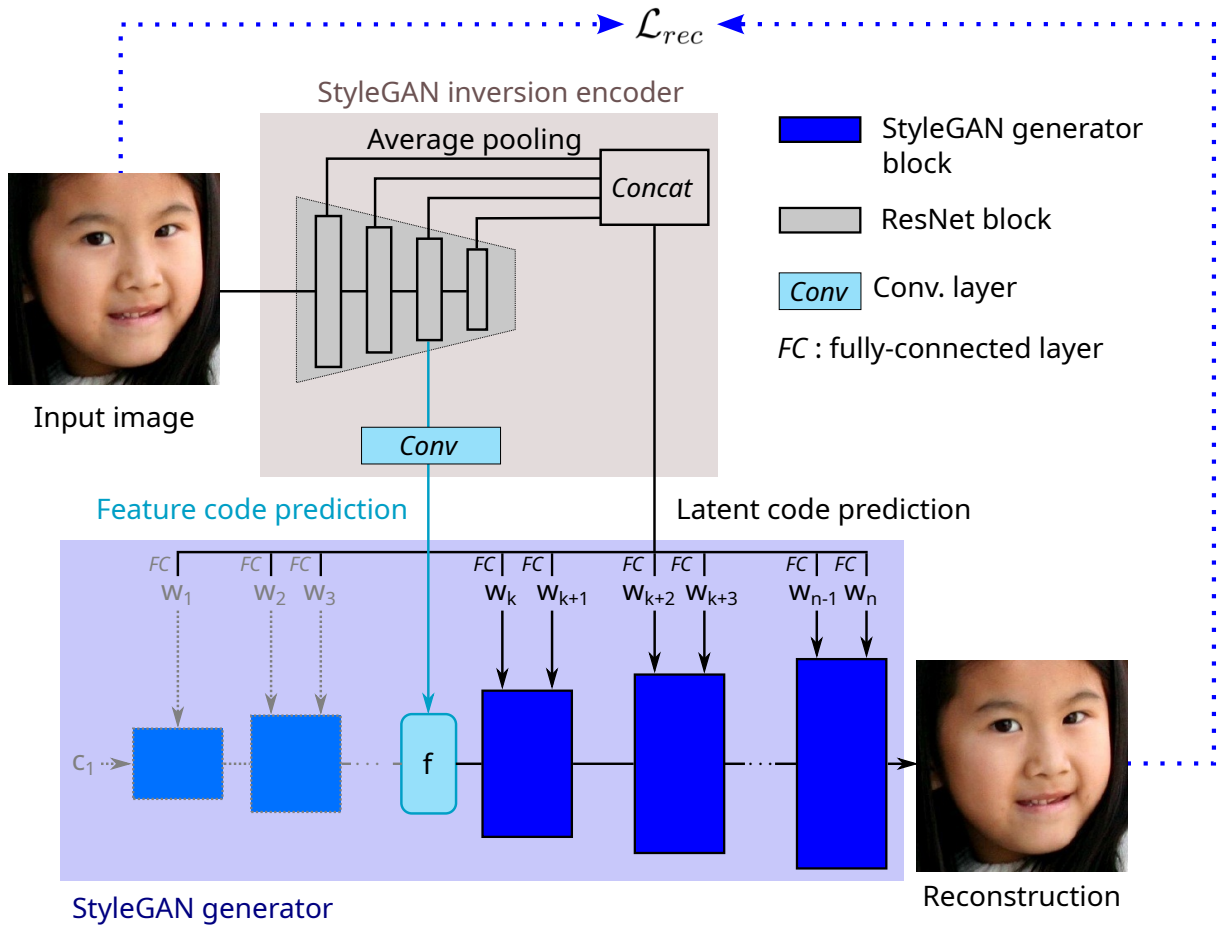 ℒrec
StyleGAN inversion encoder
Average pooling
Concat
StyleGAN generator
block
ResNet block
Conv
Conv. layer
FC : fully-connected layer
Input image
Conv
Feature code prediction
Latent code prediction
FC FC FC FC FC FC FC FC FC
w1 w2 w3 wk wk+1 wk+2 wk+3 wn-1 wn
c1
f
Reconstruction
StyleGAN generator